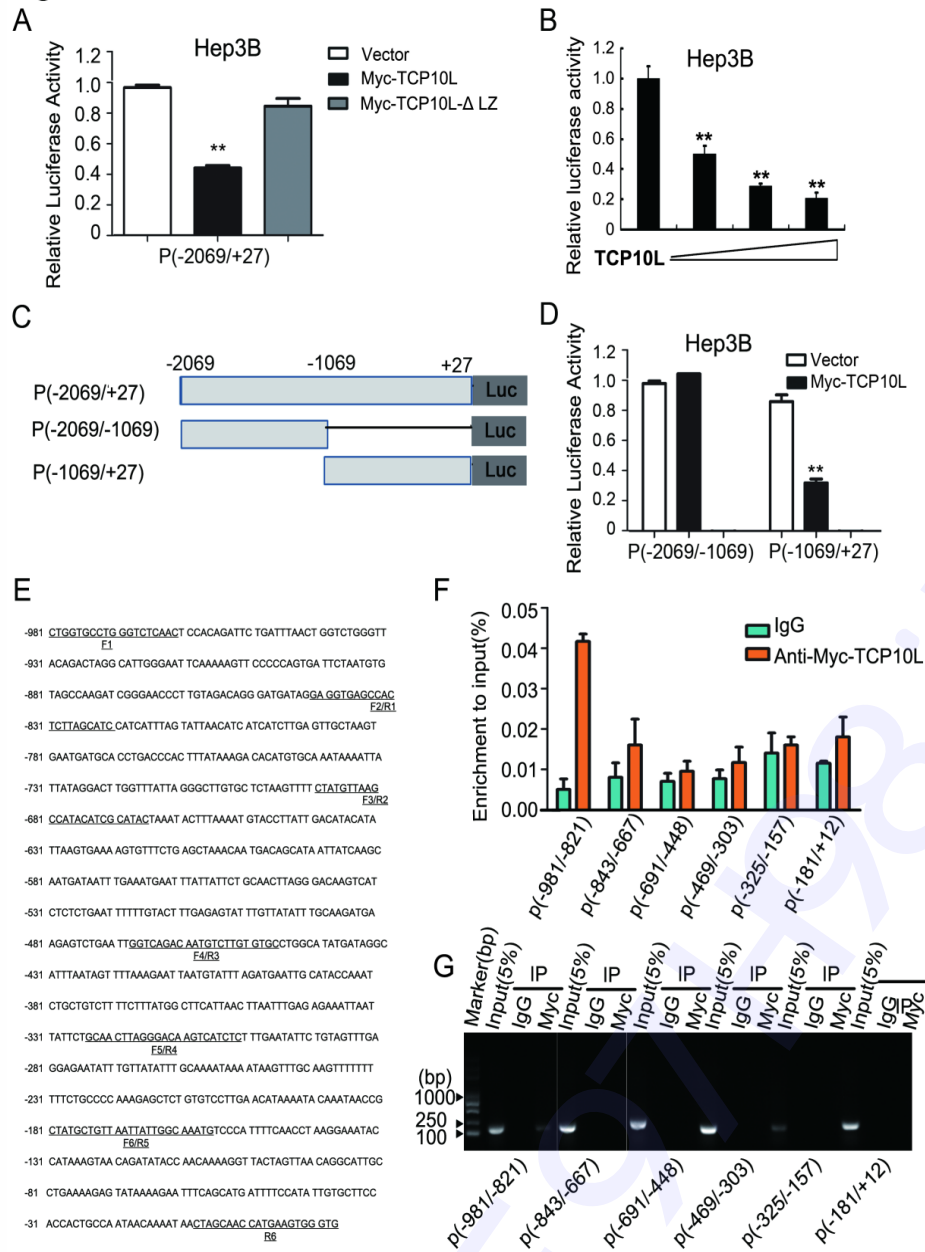 A
Hep3B
Relative Luciferase Activity
1.2
1.0
0.8
0.6
0.4
0.2
0
**
P(-2069/+27)
Vector
Myc-TCP10L
Myc-TCP10L-Δ LZ
B
Hep3B
Relative luciferase activity
1.2
1.0
0.8
0.6
0.4
0.2
0
**
**
**
TCP10L
C
-2069 -1069 +27
P(-2069/+27) Luc
P(-2069/-1069) Luc
P(-1069/+27) Luc
D
Hep3B
Relative Luciferase Activity
1.2
1.0
0.8
0.6
0.4
0.2
0
**
P(-2069/-1069) P(-1069/+27)
Vector
Myc-TCP10L
E
-981 CTGGTGCCTG GGTCTCAACT CCACAGATTC TGATTTAACT GGTCTGGGTT
F1
-931 ACAGACTAGG CATTGGGAAT TCAAAAAGTT CCCCCAGTGA TTCTAATGTG
-881 TAGCCAAGAT CGGGAACCCT TGTAGACAGG GATGATAGGA GGTGAGCCAC
F2/R1
-831 TCTTAGCATC CATCATTTAG TATTAACATC ATCATCTTGA GTTGCTAAGT
-781 GAATGATGCA CCTGACCCAC TTTATAAAGA CACATGTGCA AATAAAATTA
-731 TTATAGGACT TGGTTTATTA GGGCTTGTGC TCTAAGTTTT CTATGTTAAG
F3/R2
-681 CCATACATCG CATACTAAAT ACTTTAAAAT GTACCTTATT GACATACATA
-631 TTAAGTGAAA AGTGTTTCTG AGCTAAACAA TGACAGCATA ATTATCAAGC
-581 AATGATAATT TGAAATGAAT TTATTATTCT GCAACTTAGG GACAAGTCAT
-531 CTCTCTGAAT TTTTTGTACT TTGAGAGTAT TTGTTATATT TGCAAGATGA
-481 AGAGTCTGAA TTGGTCAGAC AATGTCTTGT GTGCCTGGCA TATGATAGGC
F4/R3
-431 ATTTAATAGT TTTAAAGAAT TAATGTATTT AGATGAATTG CATACCAAAT
-381 CTGCTGTCTT TTCTTTATGG CTTCATTAAC TTAATTTGAG AGAAATTAAT
-331 TATTCTGCAA CTTAGGGACA AGTCATCTCT TTGAATATTC TGTAGTTTGA
F5/R4
-281 GGAGAATATT TGTTATATTT GCAAAATAAA ATAAGTTTGC AAGTTTTTTT
-231 TTTCTGCCCC AAAGAGCTCT GTGTCCTTGA ACATAAAATA CAAATAACCG
-181 CTATGCTGTT AATTATTGGC AAATGTCCCA TTTTCAACCT AAGGAAATAC
F6/R5
-131 CATAAAGTAA CAGATATACC AACAAAAGGT TACTAGTTAA CAGGCATTGC
-81 CTGAAAAGAG TATAAAAGAA TTTCAGCATG ATTTTCCATA TTGTGCTTCC
-31 ACCACTGCCA ATAACAAAAT AACTAGCAAC CATGAAGTGG GTG
R6
F
Enrichment to input(%)
0.05
0.04
0.03
0.02
0.01
0.00
IgG
Anti-Myc-TCP10L
p(-981/-821)
p(-843/-667)
p(-691/-448)
p(-469/-303)
p(-325/-157)
p(-181/+12)
G
Marker(bp)
Input(5%)
IP
IgG
Myc
Input(5%)
IP
IgG
Myc
Input(5%)
IP
IgG
Myc
Input(5%)
IP
IgG
Myc
Input(5%)
IP
IgG
Myc
Input(5%)
IP
IgG
Myc
(bp)
1000
250
100
p(-981/-821)
p(-843/-667)
p(-691/-448)
p(-469/-303)
p(-325/-157)
p(-181/+12)